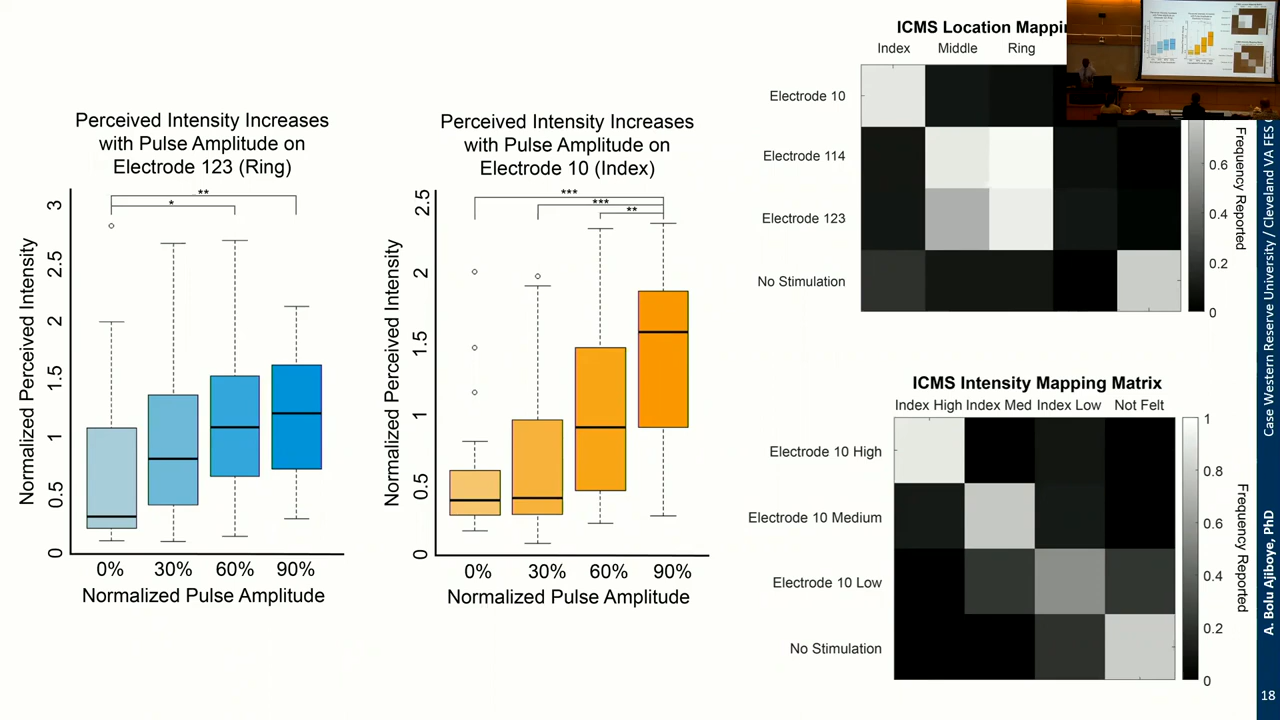 Perceived Intensity Increases
with Pulse Amplitude on
Electrode 123 (Ring)
**
*
3
2.5
2
1.5
1
0.5
0
Normalized Perceived Intensity
0% 30% 60% 90%
Normalized Pulse Amplitude
Perceived Intensity Increases
with Pulse Amplitude on
Electrode 10 (Index)
***
***
**
2.5
2
1.5
1
0.5
0
Normalized Perceived Intensity
0% 30% 60% 90%
Normalized Pulse Amplitude
ICMS Location
Index Middle Ring
Electrode 10
Electrode 114
Electrode 123
No Stimulation
0.6
0.4
0.2
0
Frequency Reported
ICMS Intensity Mapping Matrix
Index High Index Med Index Low Not Felt
Electrode 10 High
Electrode 10 Medium
Electrode 10 Low
No Stimulation
1
0.8
0.6
0.4
0.2
0
Frequency Reported
Case Western Reserve University / Cleveland VA FES
A. Bolu Ajiboye, PhD
18